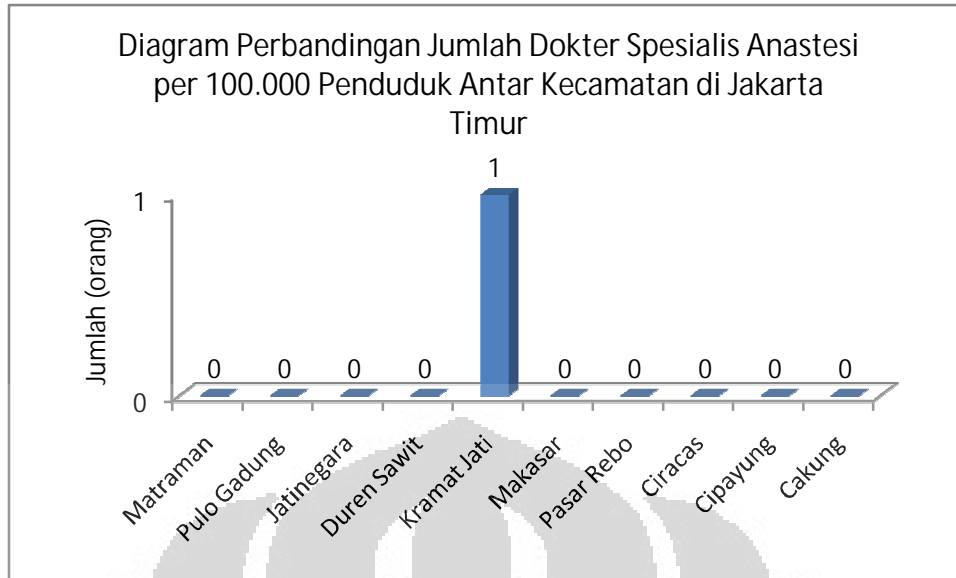 Diagram Perbandingan Jumlah Dokter Spesialis Anastesi
per 100.000 Penduduk Antar Kecamatan di Jakarta
Timur
1
1
Jumlah (orang)
0 0 0 0 0 0 0 0 0
0
Matraman
Pulo Gadung
Jatinegara
Duren Sawit
Kramat Jati
Makasar
Pasar Rebo
Ciracas
Cipayung
Cakung